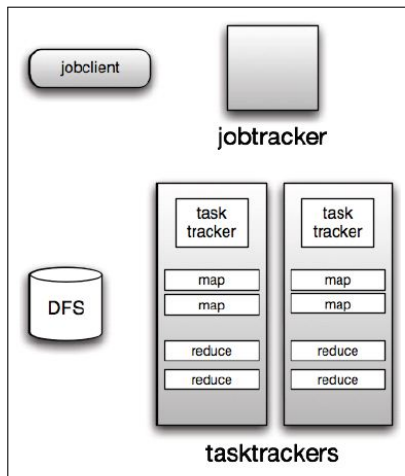 jobclient
jobtracker
task
tracker
map
map
reduce
reduce
task
tracker
map
map
reduce
reduce
DFS
tasktrackers